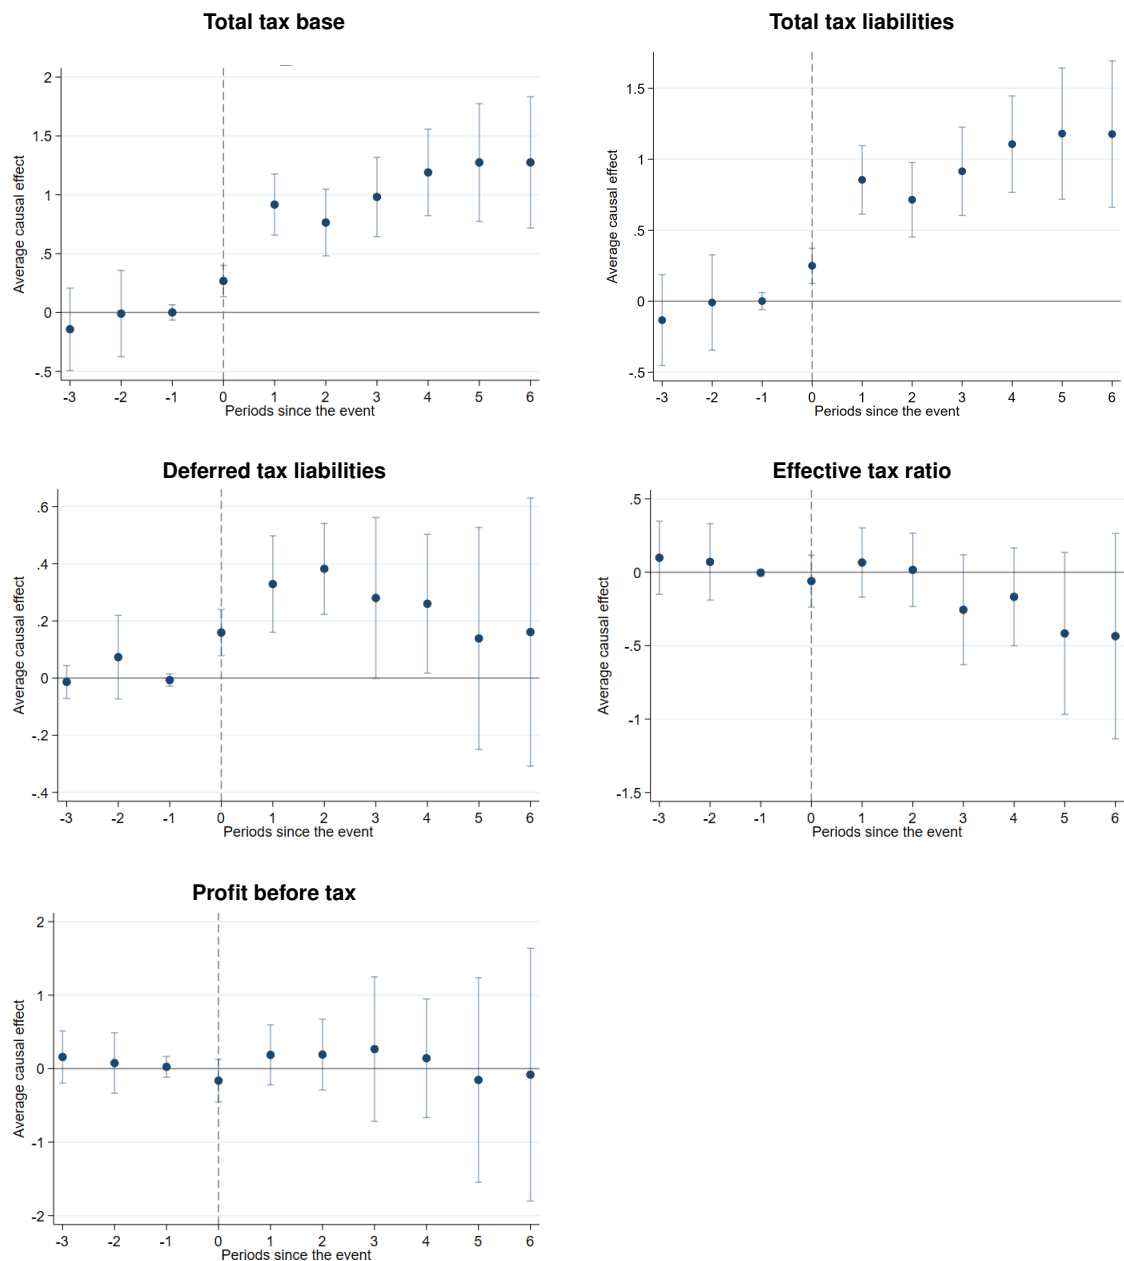 Total tax base
Average causal effect
2
1.5
1
.5
0
-.5
-3 -2 -1 0 1 2 3 4 5 6
Periods since the event
Total tax liabilities
Average causal effect
1.5
1
.5
0
-.5
-3 -2 -1 0 1 2 3 4 5 6
Periods since the event
Deferred tax liabilities
Average causal effect
.6
.4
.2
0
-.2
-.4
-3 -2 -1 0 1 2 3 4 5 6
Periods since the event
Effective tax ratio
Average causal effect
.5
0
-.5
-1
-1.5
-3 -2 -1 0 1 2 3 4 5 6
Periods since the event
Profit before tax
Average causal effect
2
1
0
-1
-2
-3 -2 -1 0 1 2 3 4 5 6
Periods since the event